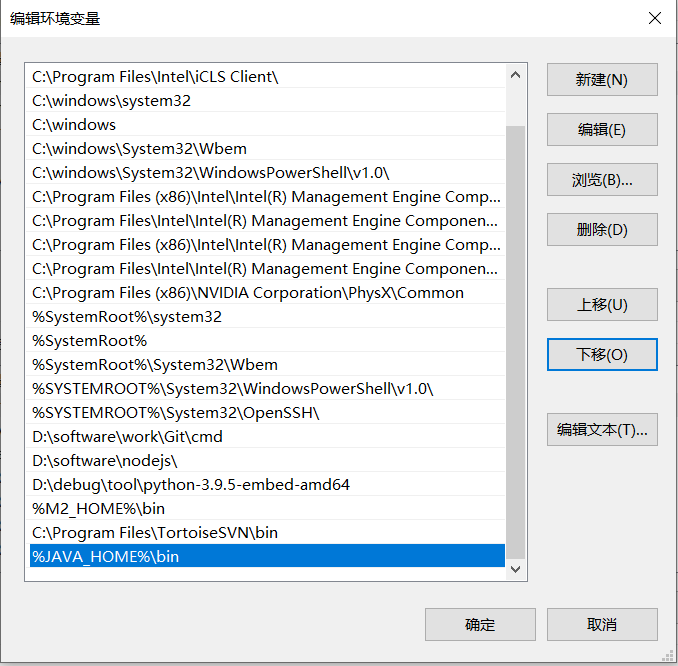 编辑环境变量
C:\Program Files\Intel\iCLS Client\
C:\windows\system32
C:\windows
C:\windows\System32\Wbem
C:\windows\System32\WindowsPowerShell\v1.0\
C:\Program Files (x86)\Intel\Intel(R) Management Engine Comp...
C:\Program Files\Intel\Intel(R) Management Engine Componen...
C:\Program Files (x86)\Intel\Intel(R) Management Engine Comp...
C:\Program Files\Intel\Intel(R) Management Engine Componen...
C:\Program Files (x86)\NVIDIA Corporation\PhysX\Common
%SystemRoot%\system32
%SystemRoot%
%SystemRoot%\System32\Wbem
%SYSTEMROOT%\System32\WindowsPowerShell\v1.0\
%SYSTEMROOT%\System32\OpenSSH\
D:\software\work\Git\cmd
D:\software\nodejs\
D:\debug\tool\python-3.9.5-embed-amd64
%M2_HOME%\bin
C:\Program Files\TortoiseSVN\bin
%JAVA_HOME%\bin
新建(N)
编辑(E)
浏览(B)...
删除(D)
上移(U)
下移(O)
编辑文本(T)...
确定
取消